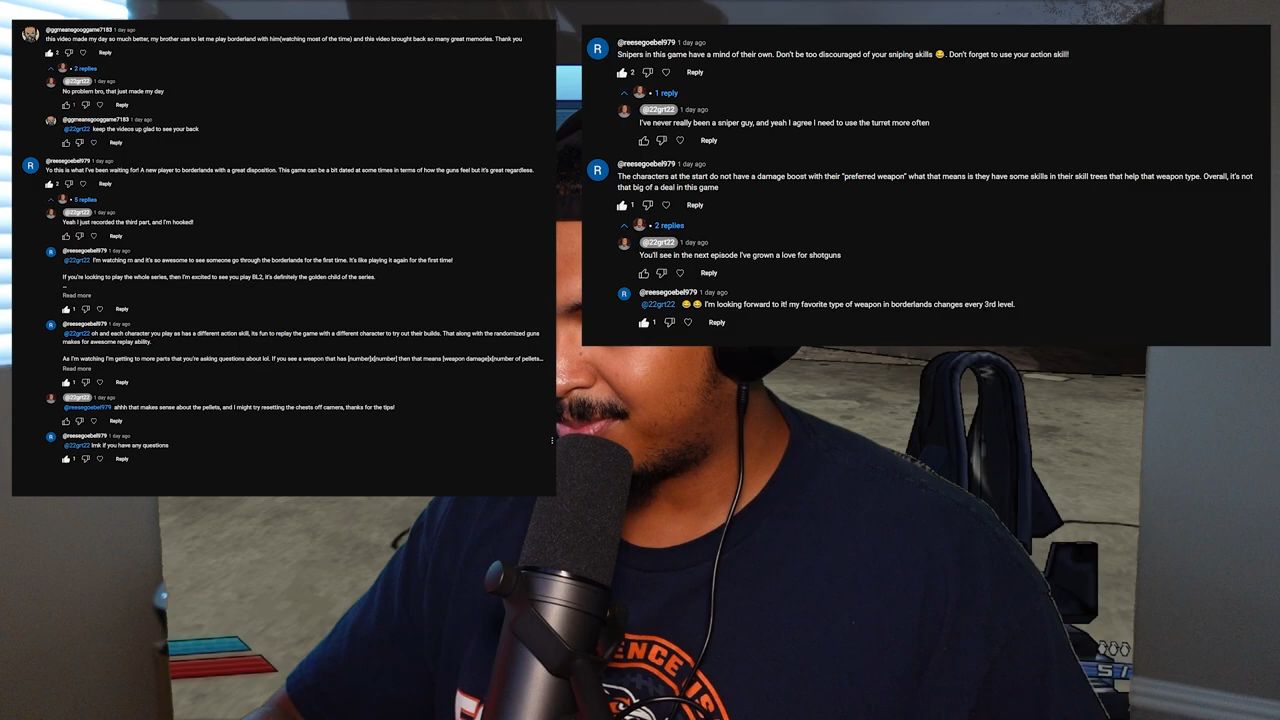 @ggmeansgooggame7183 1 day ago
this video made my day so much better, my brother use to let me play borderland with him(watching most of the time) and this video brought back so many great memories. Thank you
2 Reply
2 replies
@22grt22 1 day ago
No problem bro, that just made my day
1 Reply
@ggmeansgooggame7183 1 day ago
@22grt22 keep the videos up glad to see your back
Reply
R
@reesegoebel979 1 day ago
Yo this is what I've been waiting for! A new player to borderlands with a great disposition. This game can be a bit dated at some times in terms of how the guns feel but it's great regardless.
2 Reply
5 replies
@22grt22 1 day ago
Yeah I just recorded the third part, and I'm hooked!
Reply
R
@reesegoebel979 1 day ago
@22grt22 I'm watching rn and it's so awesome to see someone go through the borderlands for the first time. It's like playing it again for the first time!
If you're looking to play the whole series, then I'm excited to see you play BL2, it's definitely the golden child of the series.
...
Read more
1 Reply
R
@reesegoebel979 1 day ago
@22grt22 oh and each character you play as has a different action skill, its fun to replay the game with a different character to try out their builds. That along with the randomized guns
makes for awesome replay ability.
As I'm watching I'm getting to more parts that you're asking questions about lol. If you see a weapon that has [number]x[number] then that means [weapon damage]x[number of pellets...
Read more
1 Reply
@22grt22 1 day ago
@reesegoebel979 ahhh that makes sense about the pellets, and I might try resetting the chests off camera, thanks for the tips!
Reply
R
@reesegoebel979 1 day ago
@22grt22 lmk if you have any questions
1 Reply
R
@reesegoebel979 1 day ago
Snipers in this game have a mind of their own. Don't be too discouraged of your sniping skills 😂. Don't forget to use your action skill!
2 Reply
1 reply
@22grt22 1 day ago
I've never really been a sniper guy, and yeah I agree I need to use the turret more often
Reply
R
@reesegoebel979 1 day ago
The characters at the start do not have a damage boost with their "preferred weapon" what that means is they have some skills in their skill trees that help that weapon type. Overall, it's not
that big of a deal in this game
1 Reply
2 replies
@22grt22 1 day ago
You'll see in the next episode I've grown a love for shotguns
Reply
R
@reesegoebel979 1 day ago
@22grt22 😂😂 I'm looking forward to it! my favorite type of weapon in borderlands changes every 3rd level.
1 Reply